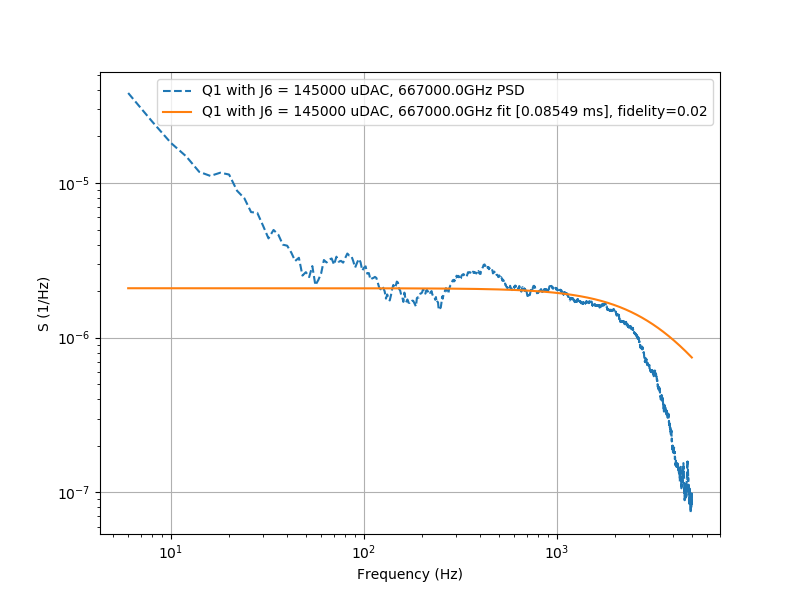 Q1 with J6 = 145000 uDAC, 667000.0GHz PSD
Q1 with J6 = 145000 uDAC, 667000.0GHz fit [0.08549 ms], fidelity=0.02
S (1/Hz)
10⁻⁵
10⁻⁶
10⁻⁷
10¹ 10² 10³
Frequency (Hz)